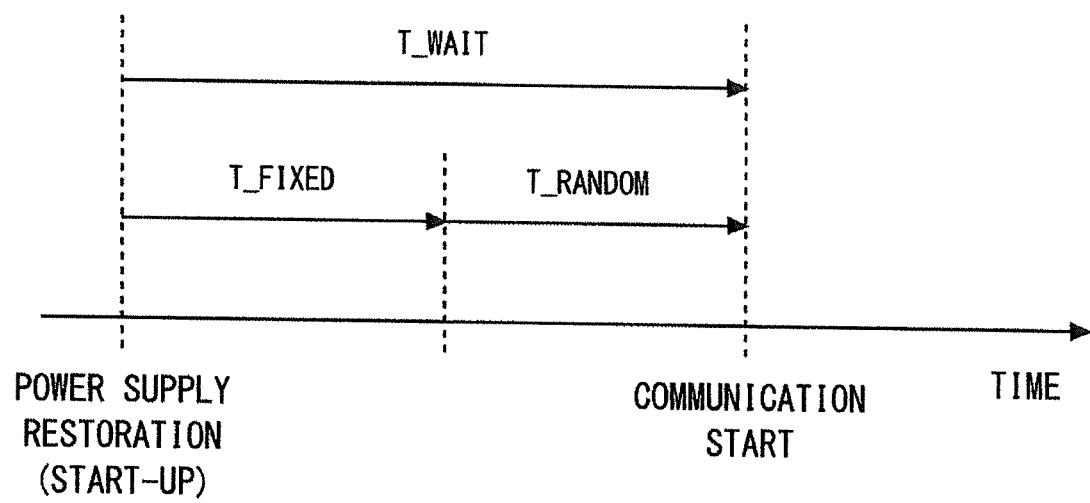 T_WAIT
T_FIXED
T_RANDOM
POWER SUPPLY
RESTORATION
(START-UP)
COMMUNICATION
START
TIME